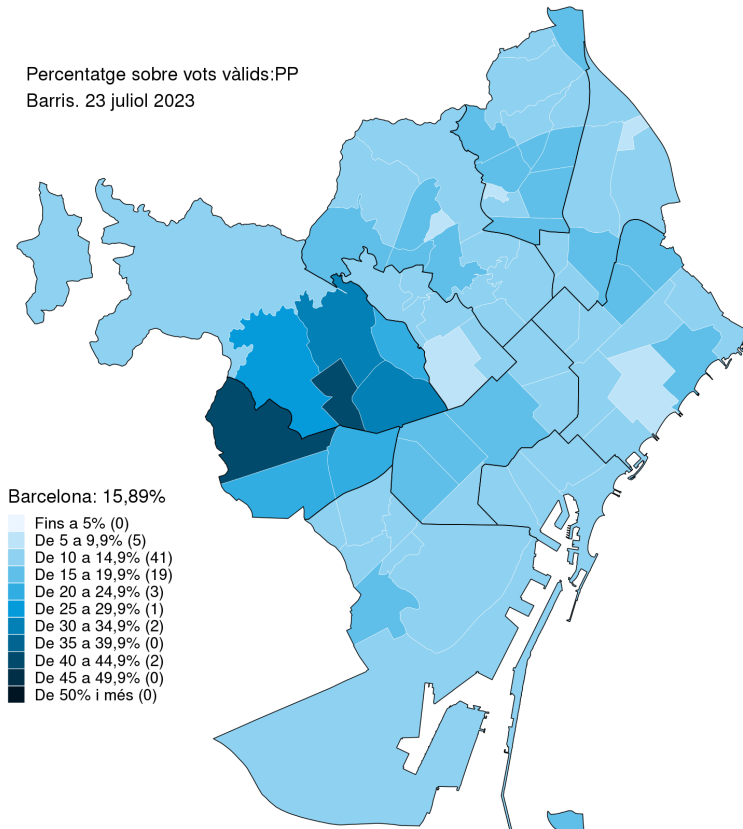 Percentatge sobre vots vàlids:PP
Barris. 23 juliol 2023
Barcelona: 15,89%
Fins a 5% (0)
De 5 a 9,9% (5)
De 10 a 14,9% (41)
De 15 a 19,9% (19)
De 20 a 24,9% (3)
De 25 a 29,9% (1)
De 30 a 34,9% (2)
De 35 a 39,9% (0)
De 40 a 44,9% (2)
De 45 a 49,9% (0)
De 50% i més (0)